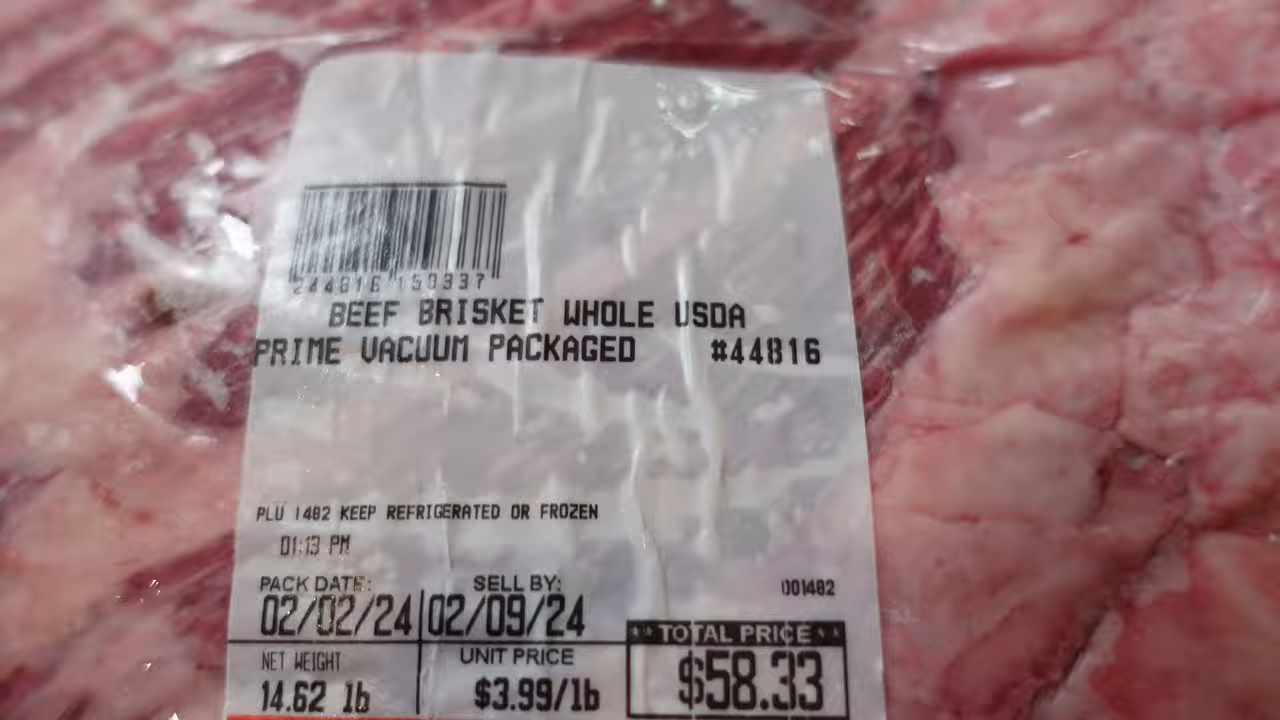 244816 150337
BEEF BRISKET WHOLE USDA
PRIME VACUUM PACKAGED #44816
PLU 1482 KEEP REFRIGERATED OR FROZEN
01:13 PM
PACK DATE: SELL BY: 001482
02/02/24 02/09/24
** TOTAL PRICE **
NET WEIGHT UNIT PRICE
14.62 lb $3.99/lb $58.33